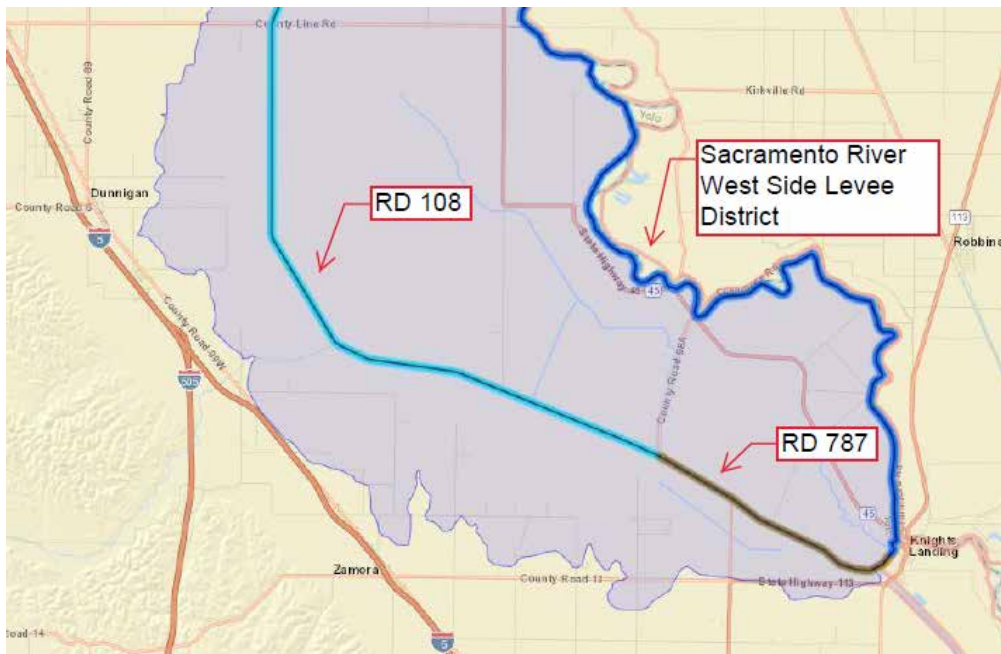 County Line Rd
County Road 89
Kirkville Rd
Yolo
Sacramento River
West Side Levee
District
Dunnigan
County Road 6
RD 108
113
Robbins
5
State Highway 45
45
County Road 99W
505
County Road 98A
RD 787
45
Knights
Landing
Zamora
County Road 13
State Highway 113
Road 14
5